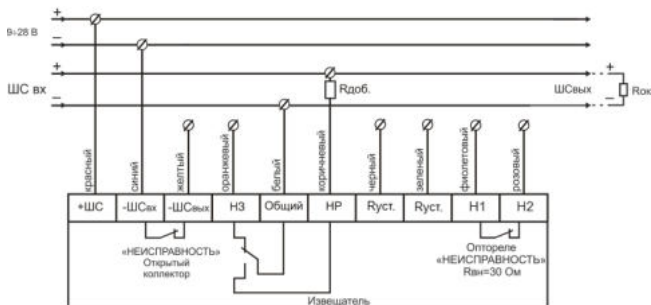 +
9÷28 В
−
+
ШС вх
−
Rдоб.
+
ШСвых
−
Rок
красный
синий
желтый
оранжевый
белый
коричневый
черный
зеленый
фиолетовый
розовый
+ШС
-ШСвх
-ШСвых
НЗ
Общий
НР
Rуст.
Rуст.
Н1
Н2
«НЕИСПРАВНОСТЬ»
Открытый
коллектор
Оптореле
«НЕИСПРАВНОСТЬ»
Rвн=30 Ом
Извещатель